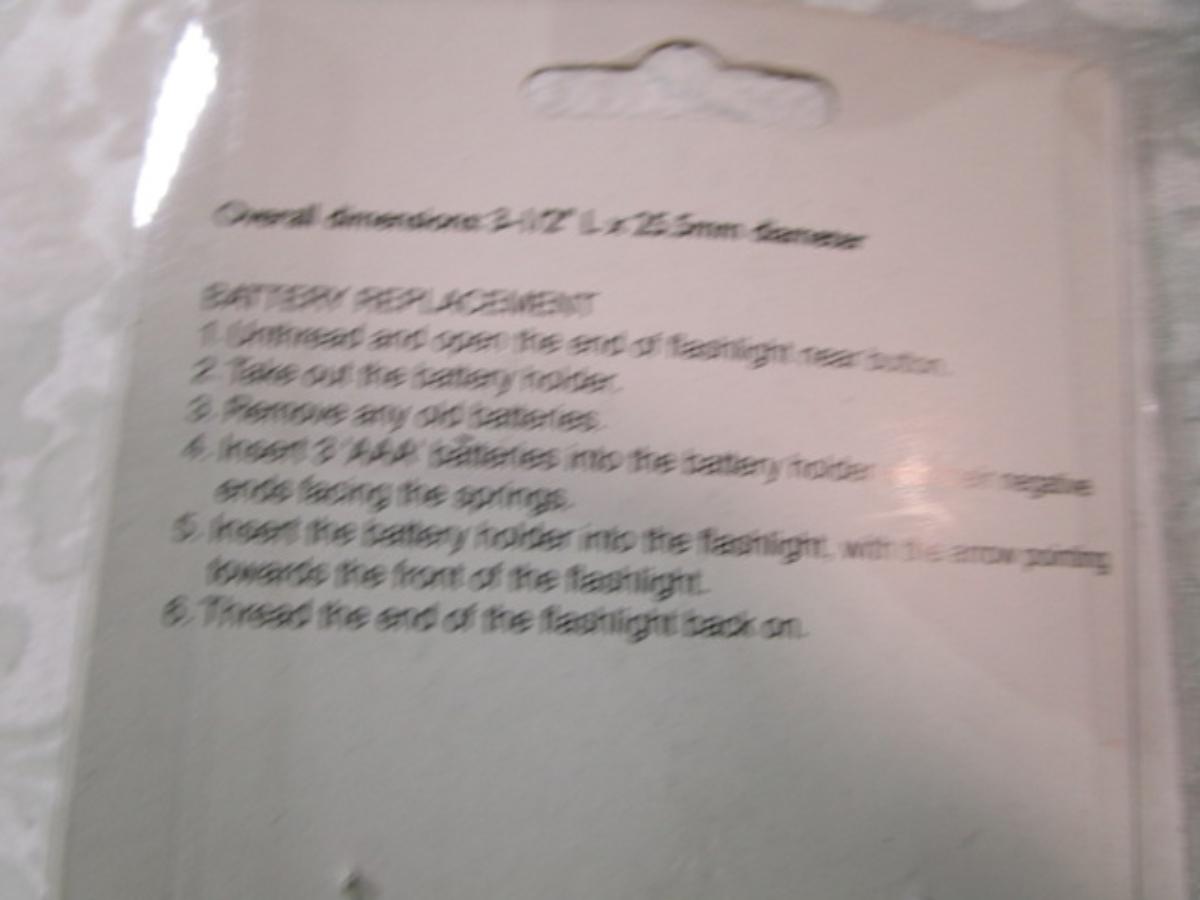 Overall dimensions: 3-1/2" L x 25.5mm diameter
BATTERY REPLACEMENT
1. Unthread and open the end of flashlight near button.
2. Take out the battery holder.
3. Remove any old batteries.
4. Insert 3 'AAA' batteries into the battery holder negative
ends facing the springs.
5. Insert the battery holder into the flashlight, with the arrow pointing
towards the front of the flashlight.
6. Thread the end of the flashlight back on.